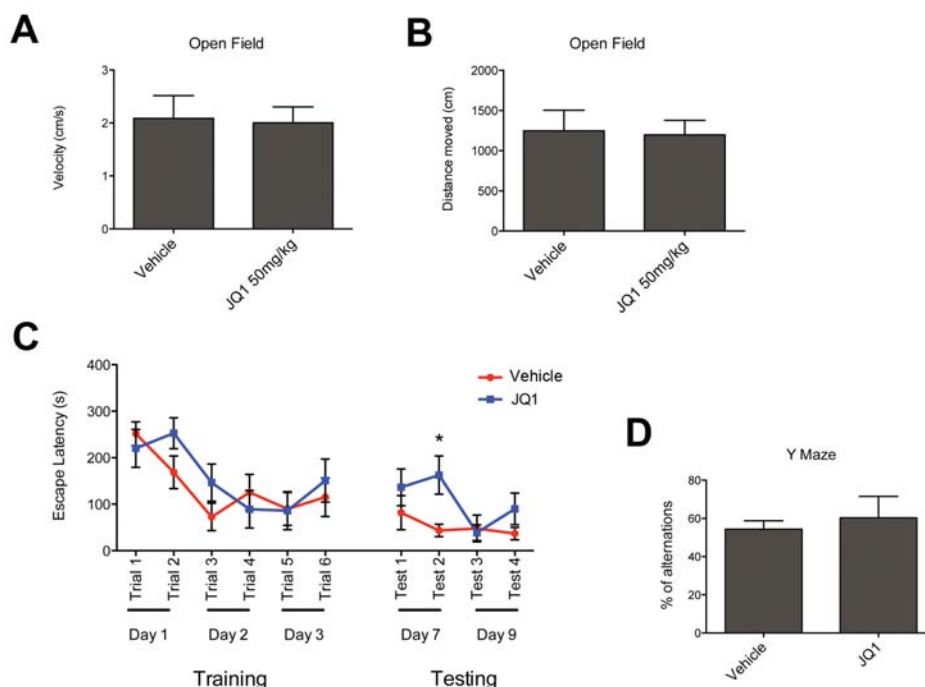 A
Open Field
Velocity (cm/s)
3
2
1
0
Vehicle
JQ1 50mg/kg
B
Open Field
Distance moved (cm)
2000
1500
1000
500
0
Vehicle
JQ1 50mg/kg
C
Escape Latency (s)
400
300
200
100
0
Vehicle
JQ1
*
Trial 1
Trial 2
Trial 3
Trial 4
Trial 5
Trial 6
Test 1
Test 2
Test 3
Test 4
Day 1
Day 2
Day 3
Day 7
Day 9
Training
Testing
D
Y Maze
% of alternations
80
60
40
20
0
Vehicle
JQ1